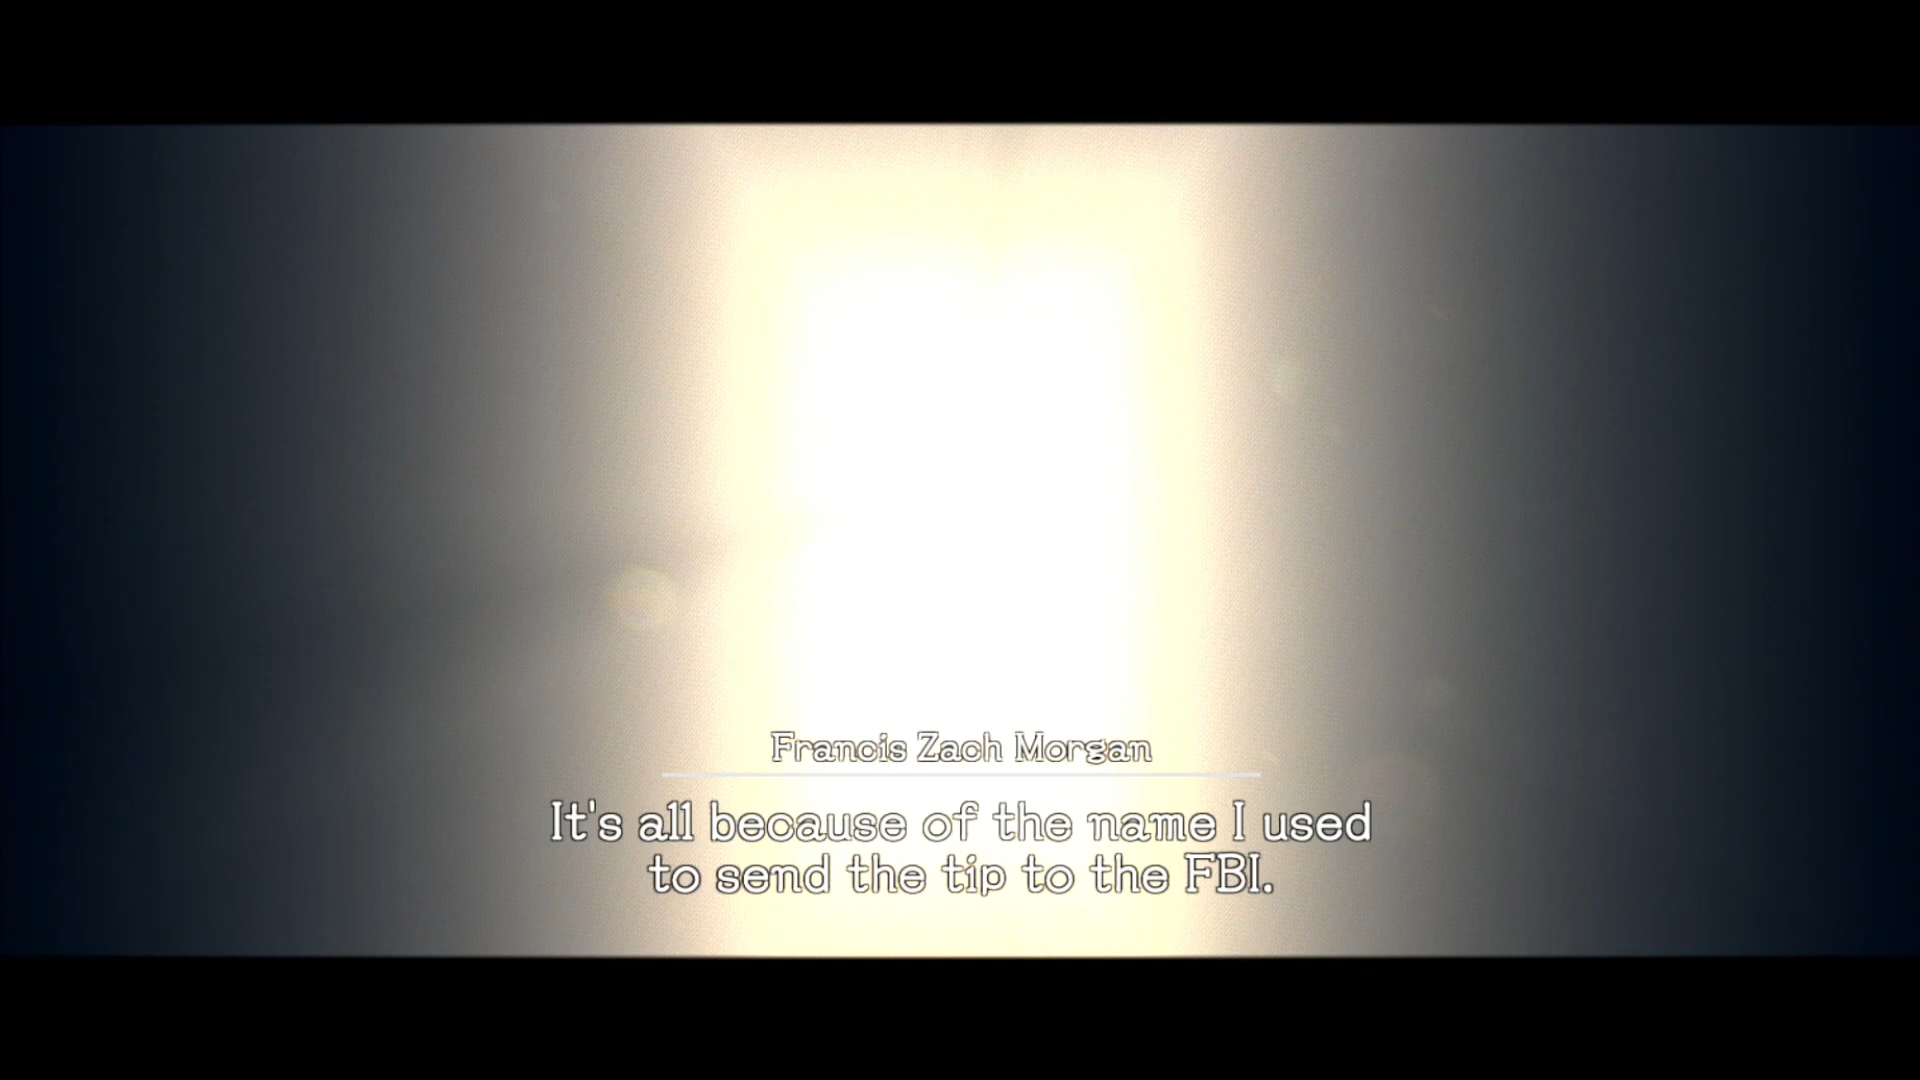 Francis Zach Morgan
It's all because of the name I used
to send the tip to the FBI.